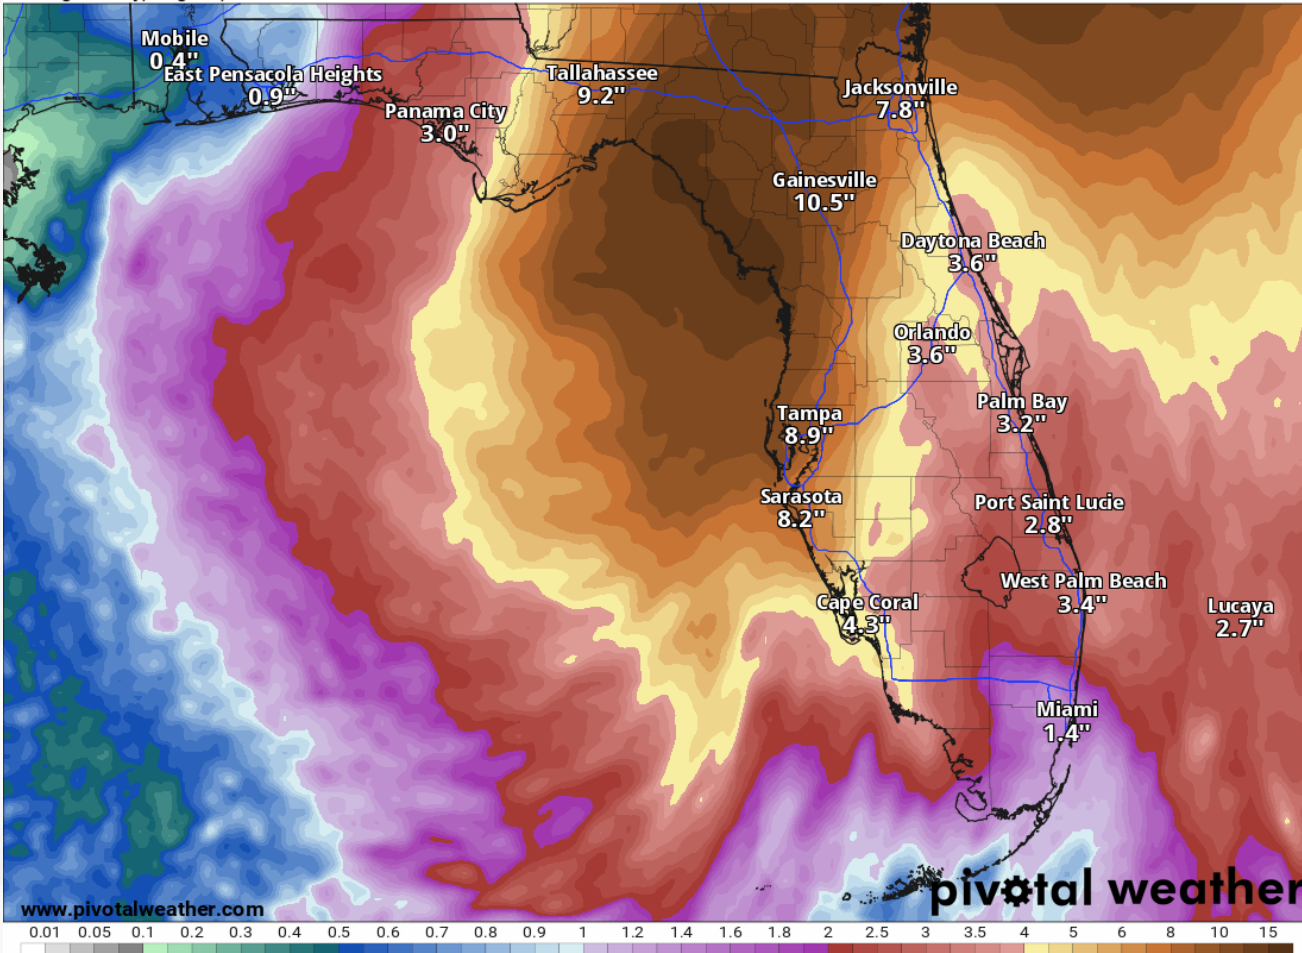 Mobile
0.4"
East Pensacola Heights
0.9"
Panama City
3.0"
Tallahassee
9.2"
Jacksonville
7.8"
Gainesville
10.5"
Daytona Beach
3.6"
Orlando
3.6"
Palm Bay
3.2"
Tampa
8.9"
Sarasota
8.2"
Port Saint Lucie
2.8"
West Palm Beach
3.4"
Cape Coral
4.3"
Lucaya
2.7"
Miami
1.4"
pivotal weather
www.pivotalweather.com
0.01 0.05 0.1 0.2 0.3 0.4 0.5 0.6 0.7 0.8 0.9 1 1.2 1.4 1.6 1.8 2 2.5 3 3.5 4 5 6 8 10 15